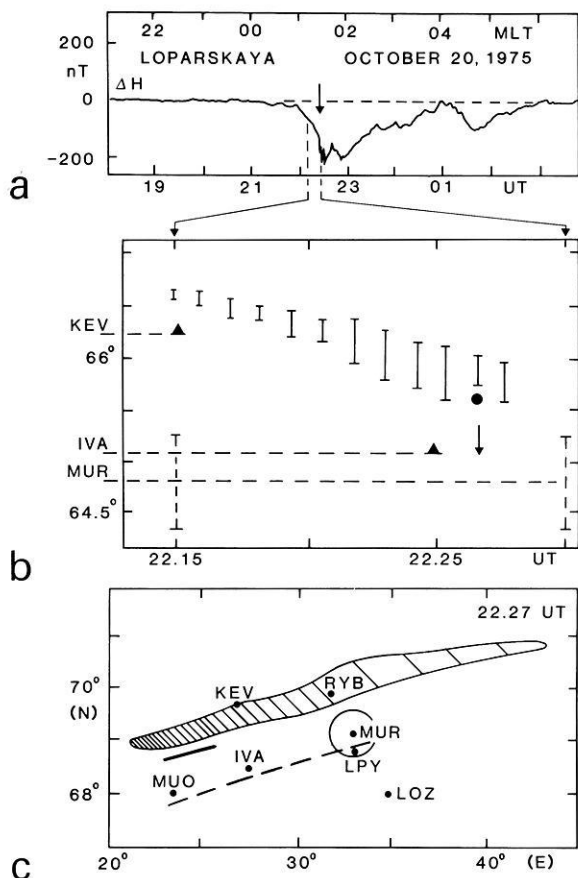 22 00 02 04 MLT
200
nT
LOPARSKAYA OCTOBER 20, 1975
ΔH
0
-200
19 21 23 01 UT
a
KEV
66°
IVA
MUR
64.5°
22.15 22.25 UT
b
22.27 UT
70°
(N)
KEV RYB
MUR
IVA LPY
MUO
68° LOZ
20° 30° 40° (E)
c